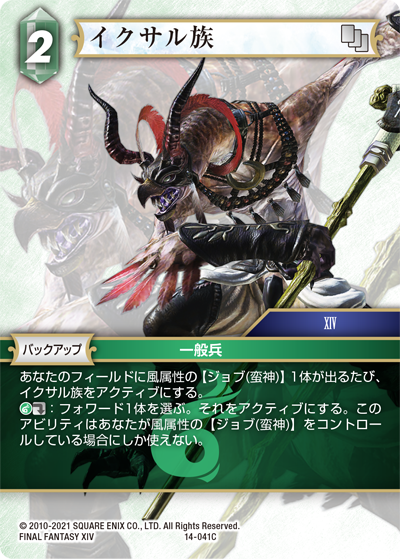 2
イクサル族
XIV
バックアップ
一般兵
あなたのフィールドに風属性の【ジョブ(蛮神)】1体が出るたび、
イクサル族をアクティブにする。
：フォワード1体を選ぶ。それをアクティブにする。この
アビリティはあなたが風属性の【ジョブ(蛮神)】をコントロ
ールしている場合にしか使えない。
© 2010-2021 SQUARE ENIX CO., LTD. All Rights Reserved.
FINAL FANTASY XIV
14-041C